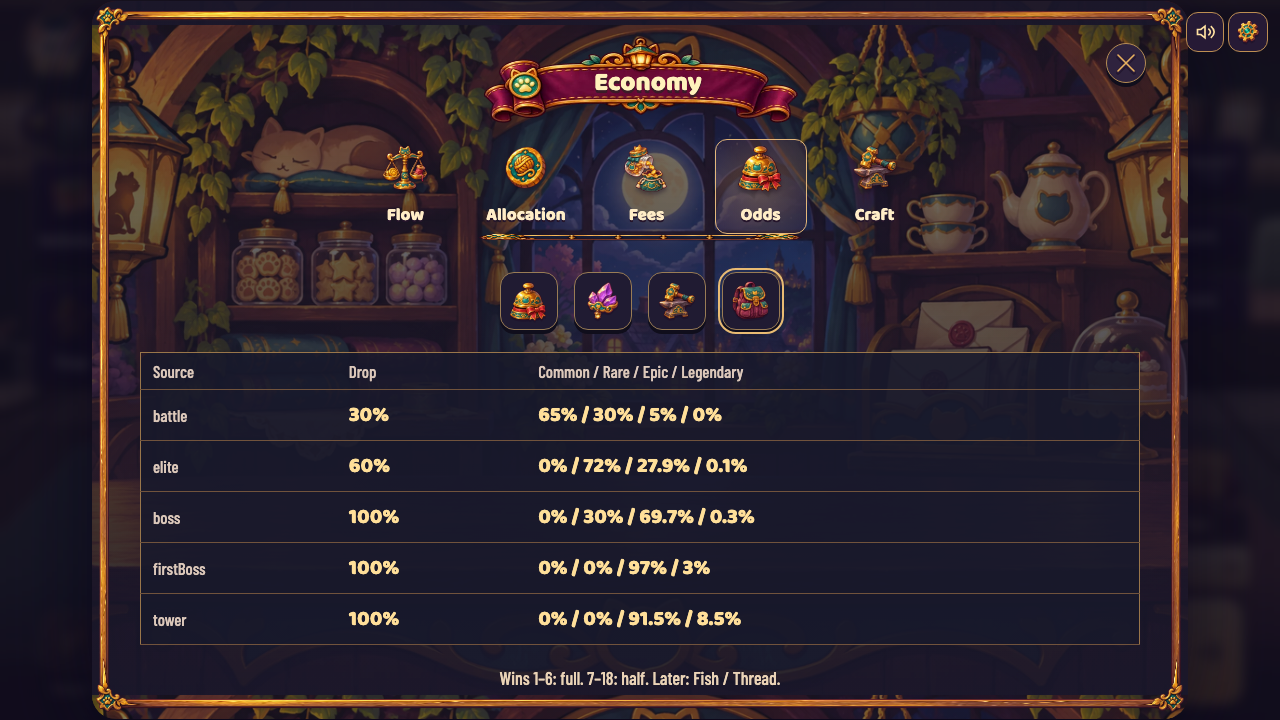 Economy
Flow
Allocation
Fees
Odds
Craft
Source Drop Common / Rare / Epic / Legendary
battle 30% 65% / 30% / 5% / 0%
elite 60% 0% / 72% / 27.9% / 0.1%
boss 100% 0% / 30% / 69.7% / 0.3%
firstBoss 100% 0% / 0% / 97% / 3%
tower 100% 0% / 0% / 91.5% / 8.5%
Wins 1–6: full. 7–18: half. Later: Fish / Thread.